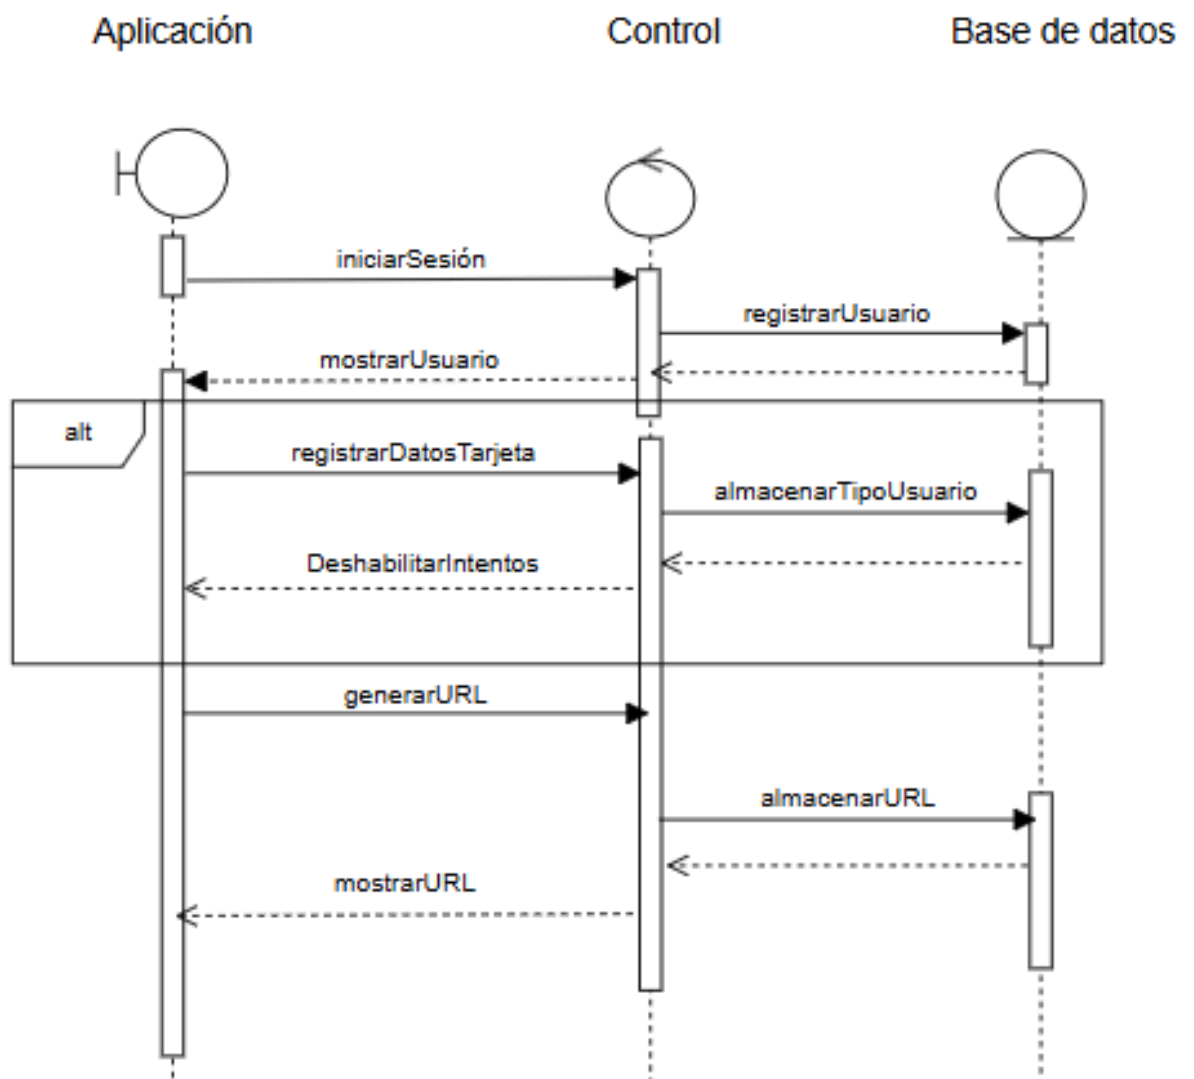 Aplicación
Control
Base de datos
iniciarSesión
registrarUsuario
mostrarUsuario
alt
registrarDatosTarjeta
almacenarTipoUsuario
DeshabilitarIntentos
generarURL
almacenarURL
mostrarURL